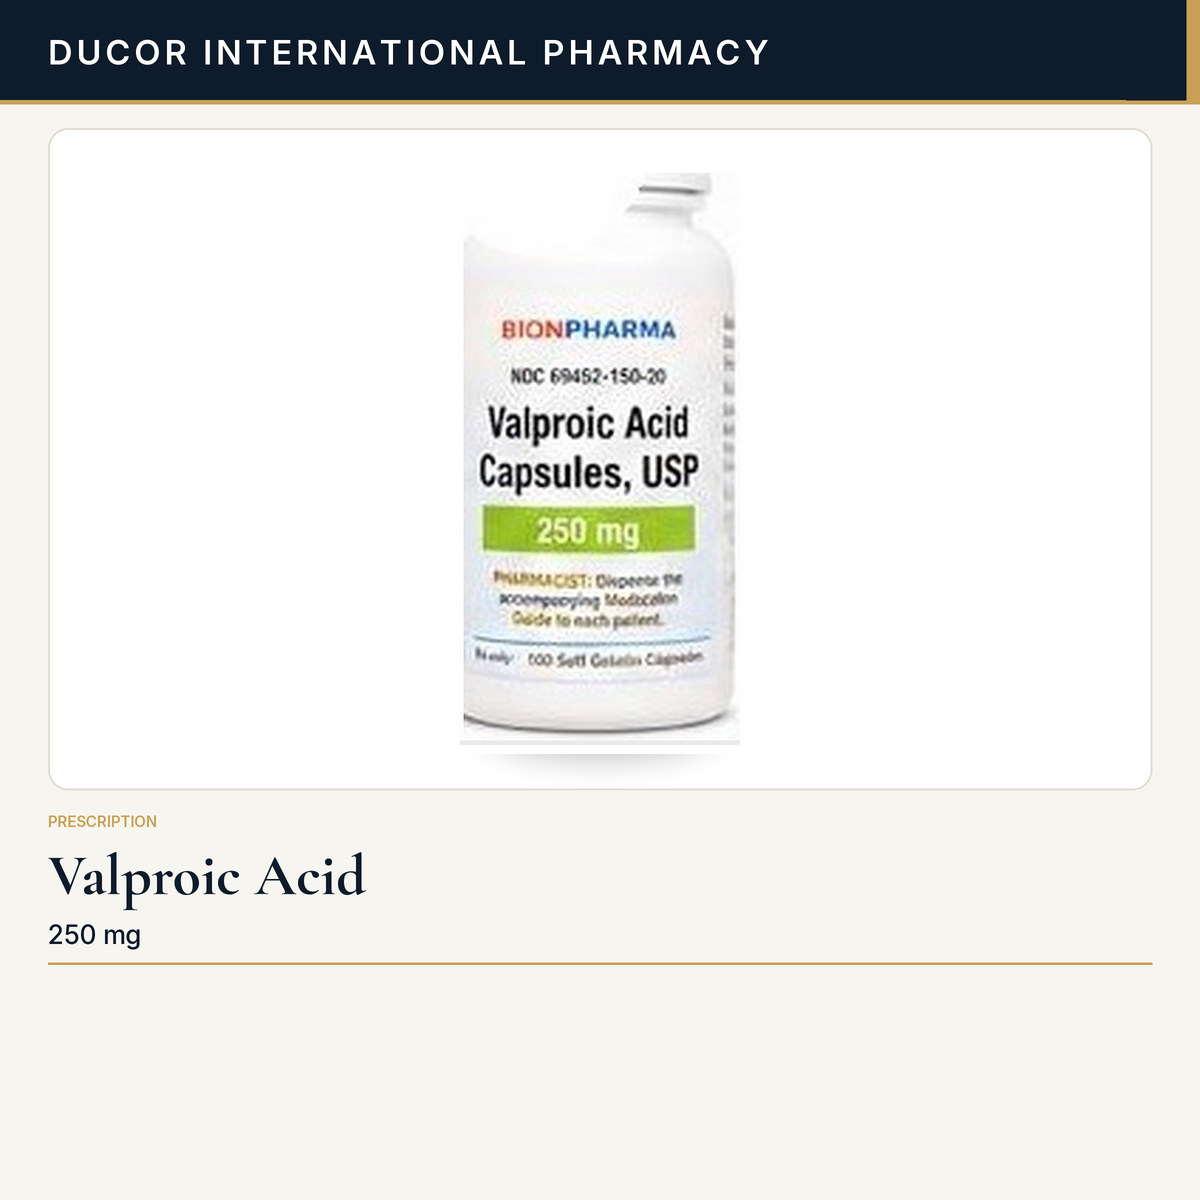 DUCOR INTERNATIONAL PHARMACY
BIONPHARMA
NDC 69452-150-20
Valproic Acid
Capsules, USP
250 mg
PHARMACIST: Dispense the
accompanying Medication
Guide to each patient.
Rx only
Soft Gelatin Capsules
PRESCRIPTION
Valproic Acid
250 mg